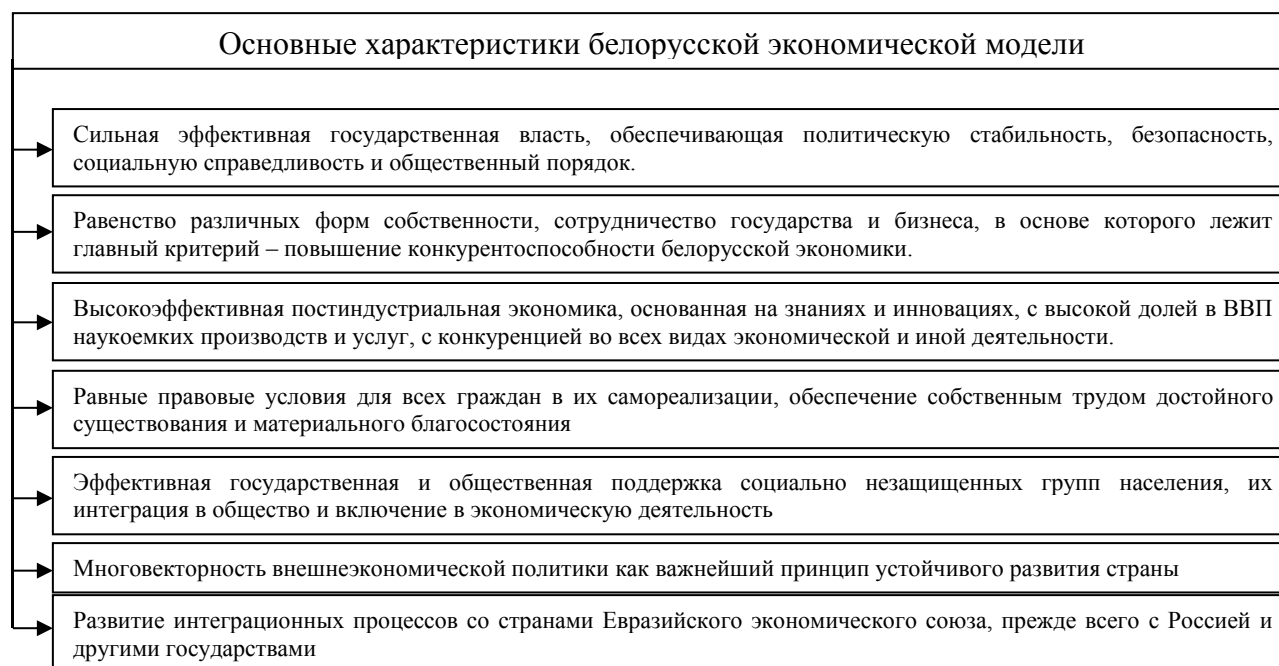 Основные характеристики белорусской экономической модели
Сильная эффективная государственная власть, обеспечивающая политическую стабильность, безопасность,
социальную справедливость и общественный порядок.
Равенство различных форм собственности, сотрудничество государства и бизнеса, в основе которого лежит
главный критерий – повышение конкурентоспособности белорусской экономики.
Высокоэффективная постиндустриальная экономика, основанная на знаниях и инновациях, с высокой долей в ВВП
наукоемких производств и услуг, с конкуренцией во всех видах экономической и иной деятельности.
Равные правовые условия для всех граждан в их самореализации, обеспечение собственным трудом достойного
существования и материального благосостояния
Эффективная государственная и общественная поддержка социально незащищенных групп населения, их
интеграция в общество и включение в экономическую деятельность
Многовекторность внешнеэкономической политики как важнейший принцип устойчивого развития страны
Развитие интеграционных процессов со странами Евразийского экономического союза, прежде всего с Россией и
другими государствами